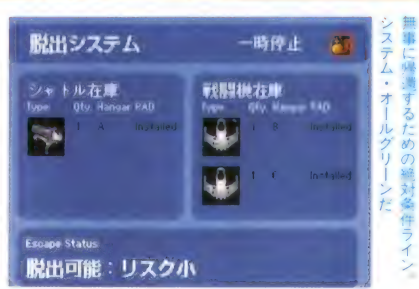 脱出システム 一時停止
シャトル在庫
Type Qty Hangar RAD
1 A Installed
戦闘機在庫
Type Qty Hangar RAD
1 B Installed
1 C Installed
Escape Status
脱出可能：リスク小
無事に帰還するための絶対条件ライン
システム・オールグリーンだ